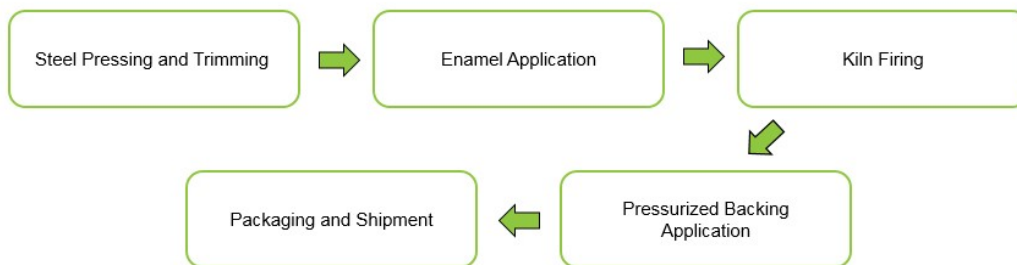 Steel Pressing and Trimming
Enamel Application
Kiln Firing
Pressurized Backing
Application
Packaging and Shipment